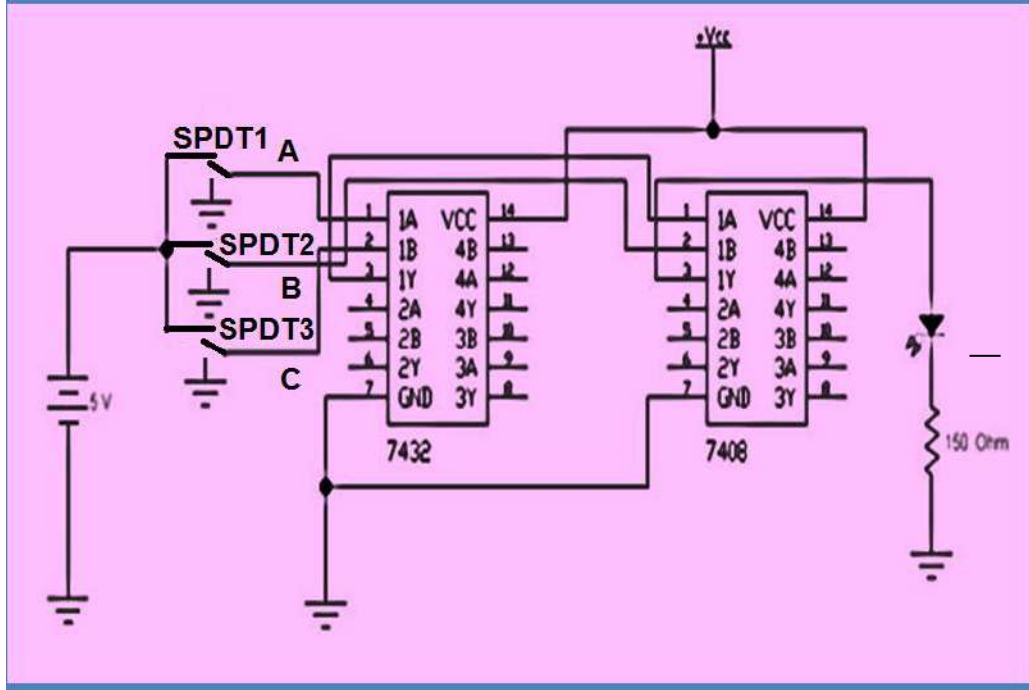 +Vcc
SPDT1
A
SPDT2
B
SPDT3
C
5 V
1 1A VCC 14
2 1B 4B 13
3 1Y 4A 12
4 2A 4Y 11
5 2B 3B 10
6 2Y 3A 9
7 GND 3Y 8
7432
1 1A VCC 14
2 1B 4B 13
3 1Y 4A 12
4 2A 4Y 11
5 2B 3B 10
6 2Y 3A 9
7 GND 3Y 8
7408
150 Ohm